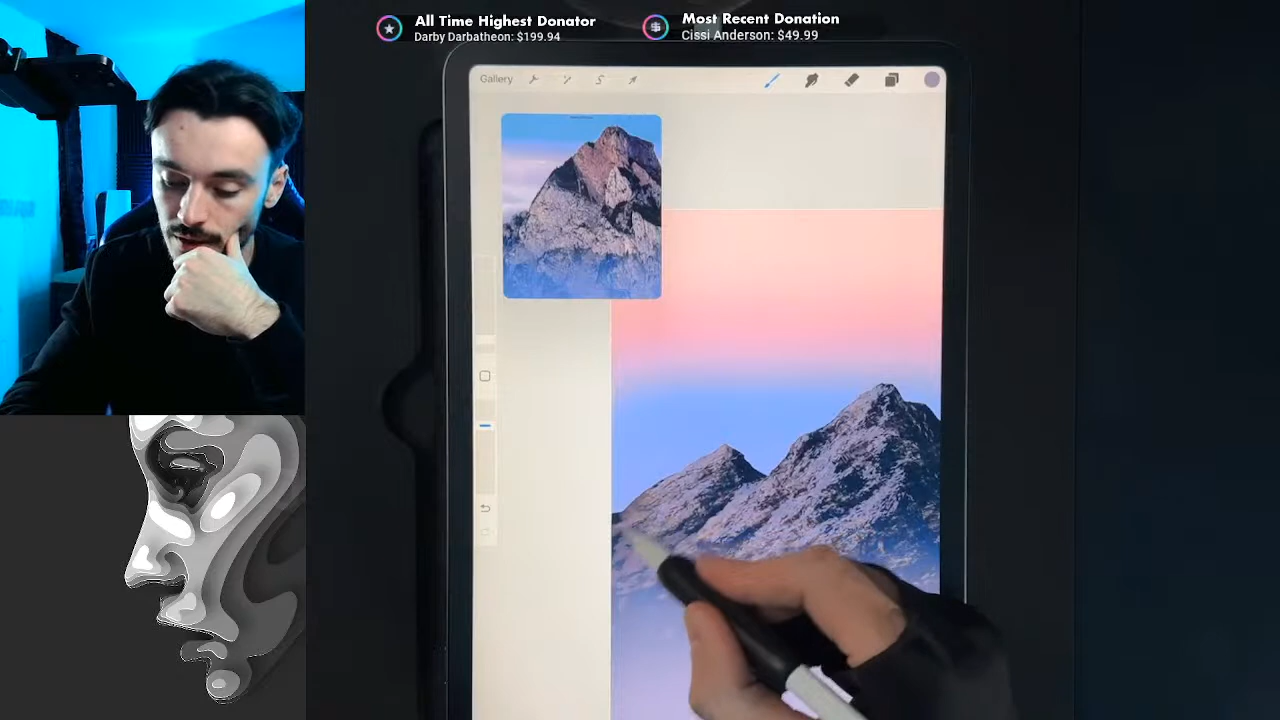 All Time Highest Donator
Darby Darbatheon: $199.94
Most Recent Donation
Cissi Anderson: $49.99
Gallery